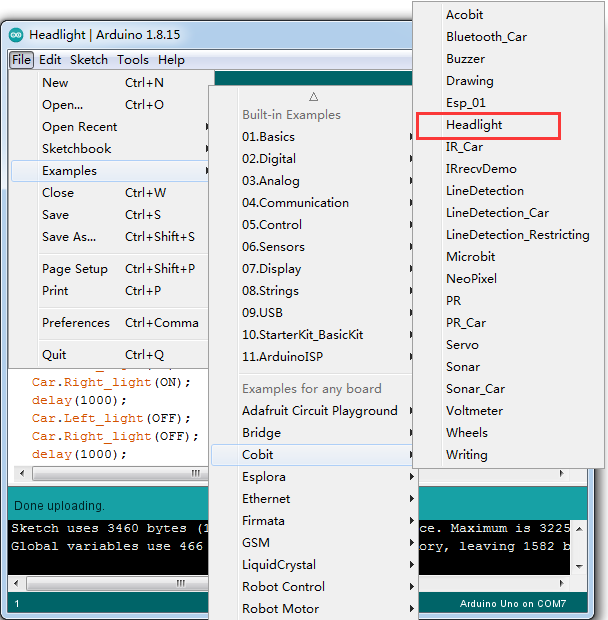 Headlight | Arduino 1.8.15
File Edit Sketch Tools Help
New Ctrl+N
Open... Ctrl+O
Open Recent
Sketchbook
Examples
Close Ctrl+W
Save Ctrl+S
Save As... Ctrl+Shift+S
Page Setup Ctrl+Shift+P
Print Ctrl+P
Preferences Ctrl+Comma
Quit Ctrl+Q
Built-in Examples
01.Basics
02.Digital
03.Analog
04.Communication
05.Control
06.Sensors
07.Display
08.Strings
09.USB
10.StarterKit_BasicKit
11.ArduinoISP
Examples for any board
Adafruit Circuit Playground
Bridge
Cobit
Esplora
Ethernet
Firmata
GSM
LiquidCrystal
Robot Control
Robot Motor
Acobit
Bluetooth_Car
Buzzer
Drawing
Esp_01
Headlight
IR_Car
IRrecvDemo
LineDetection
LineDetection_Car
LineDetection_Restricting
Microbit
NeoPixel
PR
PR_Car
Servo
Sonar
Sonar_Car
Voltmeter
Wheels
Writing
Car.Right_light(ON);
delay(1000);
Car.Left_light(OFF);
Car.Right_light(OFF);
delay(1000);
Done uploading.
Sketch uses 3460 bytes (1 ce. Maximum is 3225
Global variables use 466 ory, leaving 1582 b
1 Arduino Uno on COM7